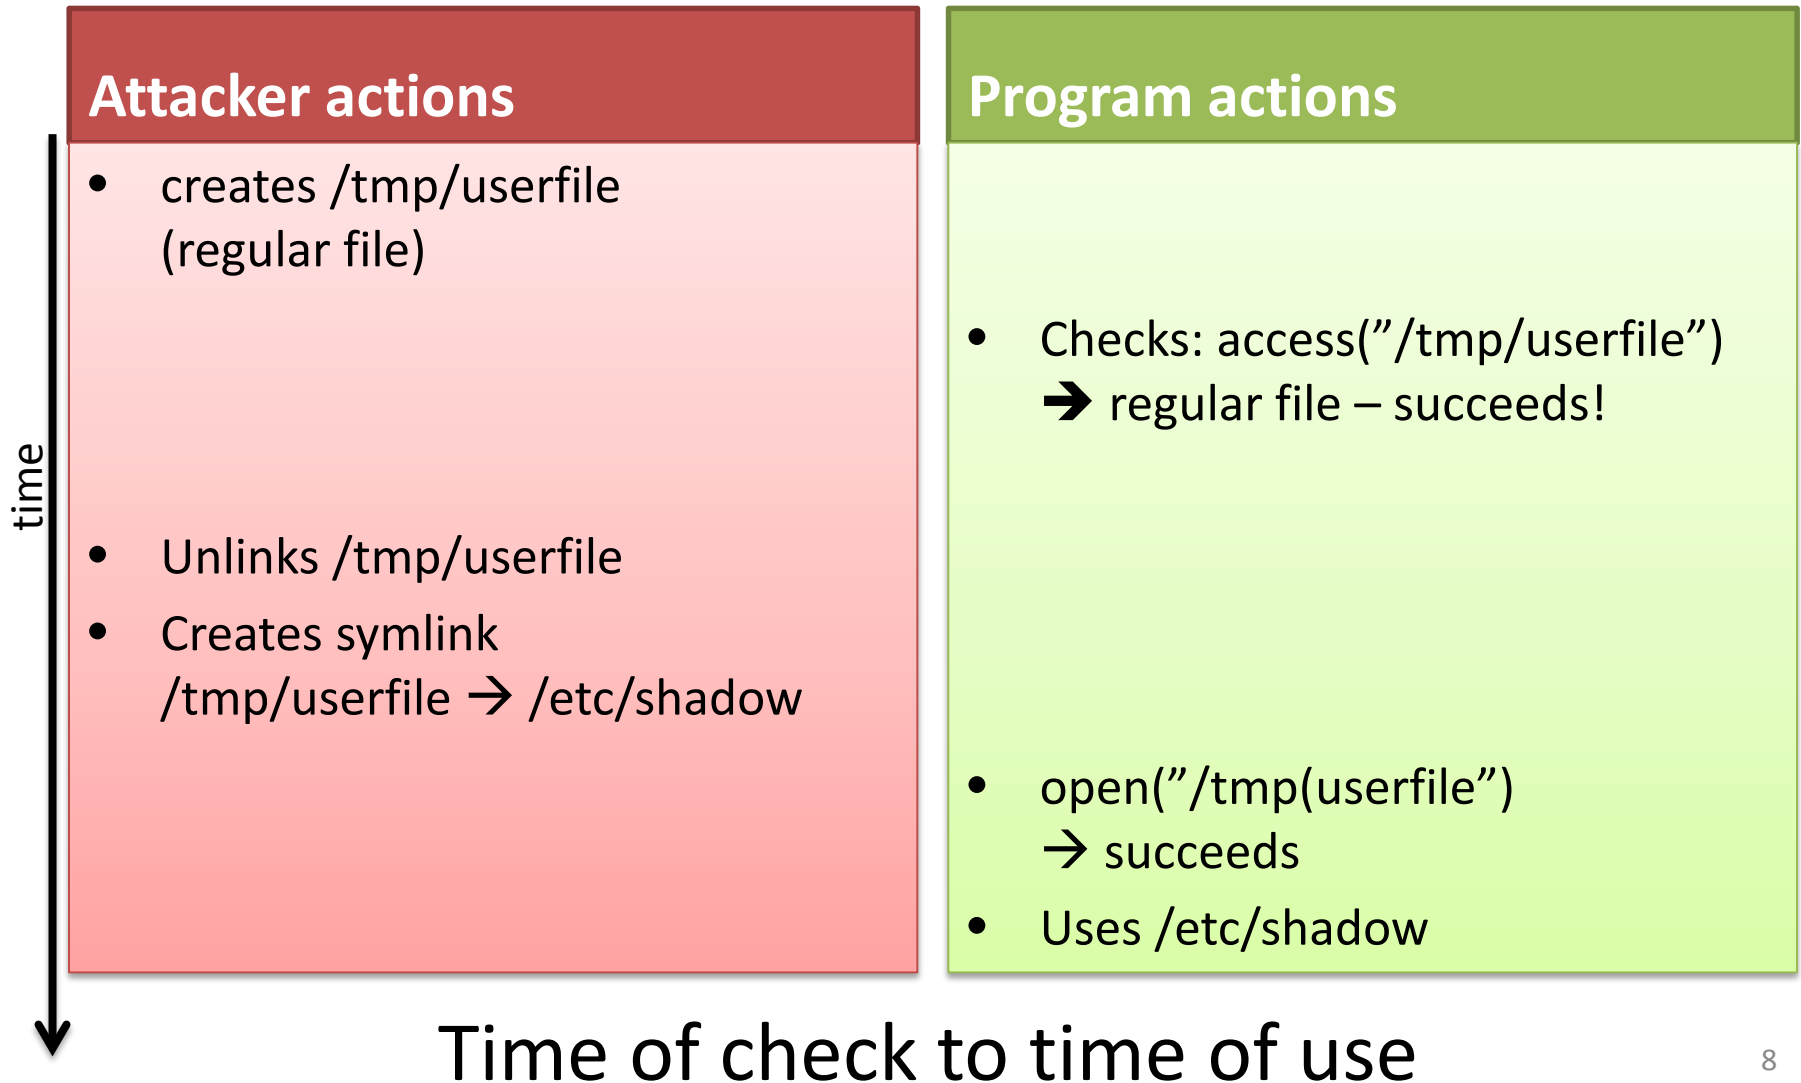 Attacker actions
• creates /tmp/userfile
(regular file)
• Unlinks /tmp/userfile
• Creates symlink
/tmp/userfile → /etc/shadow
Program actions
• Checks: access(”/tmp/userfile”)
➔ regular file – succeeds!
• open(”/tmp(userfile”)
→ succeeds
• Uses /etc/shadow
time
Time of check to time of use
8